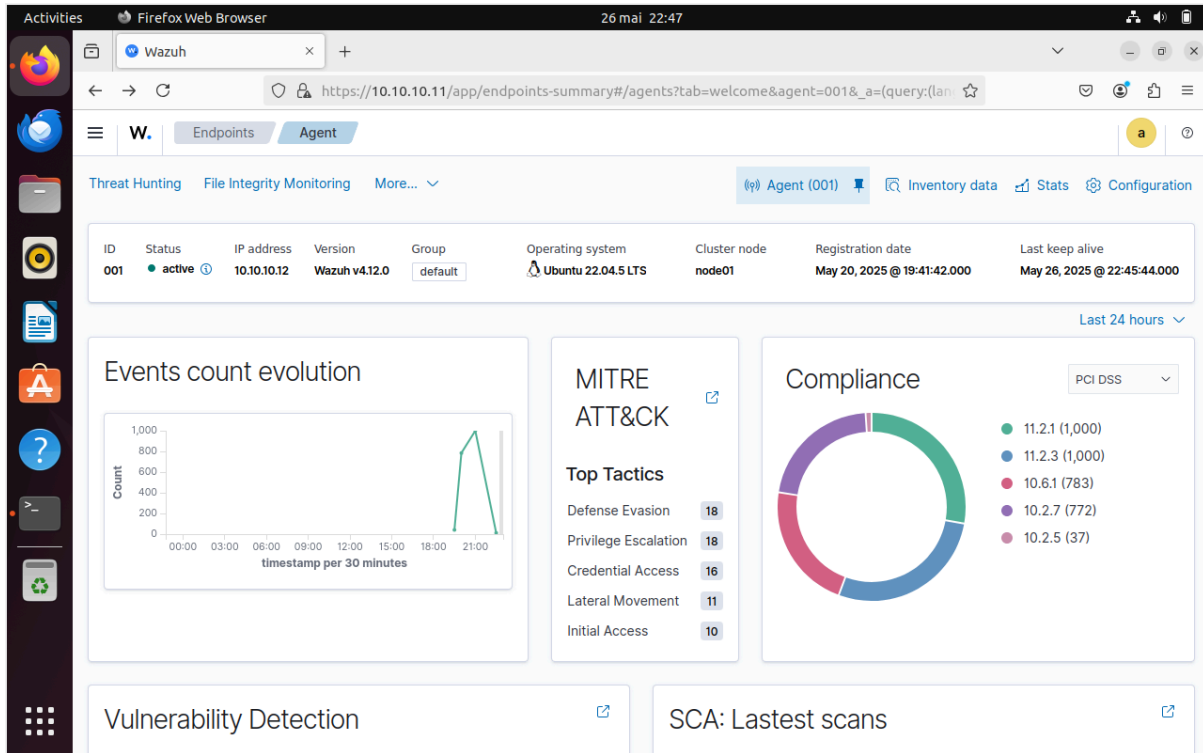 Activities Firefox Web Browser 26 mai 22:47
Wazuh
https://10.10.10.11/app/endpoints-summary#/agents?tab=welcome&agent=001&_a=(query:(lan
W. Endpoints Agent a
Threat Hunting File Integrity Monitoring More... Agent (001) Inventory data Stats Configuration
ID Status IP address Version Group Operating system Cluster node Registration date Last keep alive
001 active 10.10.10.12 Wazuh v4.12.0 default Ubuntu 22.04.5 LTS node01 May 20, 2025 @ 19:41:42.000 May 26, 2025 @ 22:45:44.000
Last 24 hours
Events count evolution
Count
1,000
800
600
400
200
0
00:00 03:00 06:00 09:00 12:00 15:00 18:00 21:00
timestamp per 30 minutes
MITRE
ATT&CK
Top Tactics
Defense Evasion 18
Privilege Escalation 18
Credential Access 16
Lateral Movement 11
Initial Access 10
Compliance
PCI DSS
11.2.1 (1,000)
11.2.3 (1,000)
10.6.1 (783)
10.2.7 (772)
10.2.5 (37)
Vulnerability Detection
SCA: Lastest scans